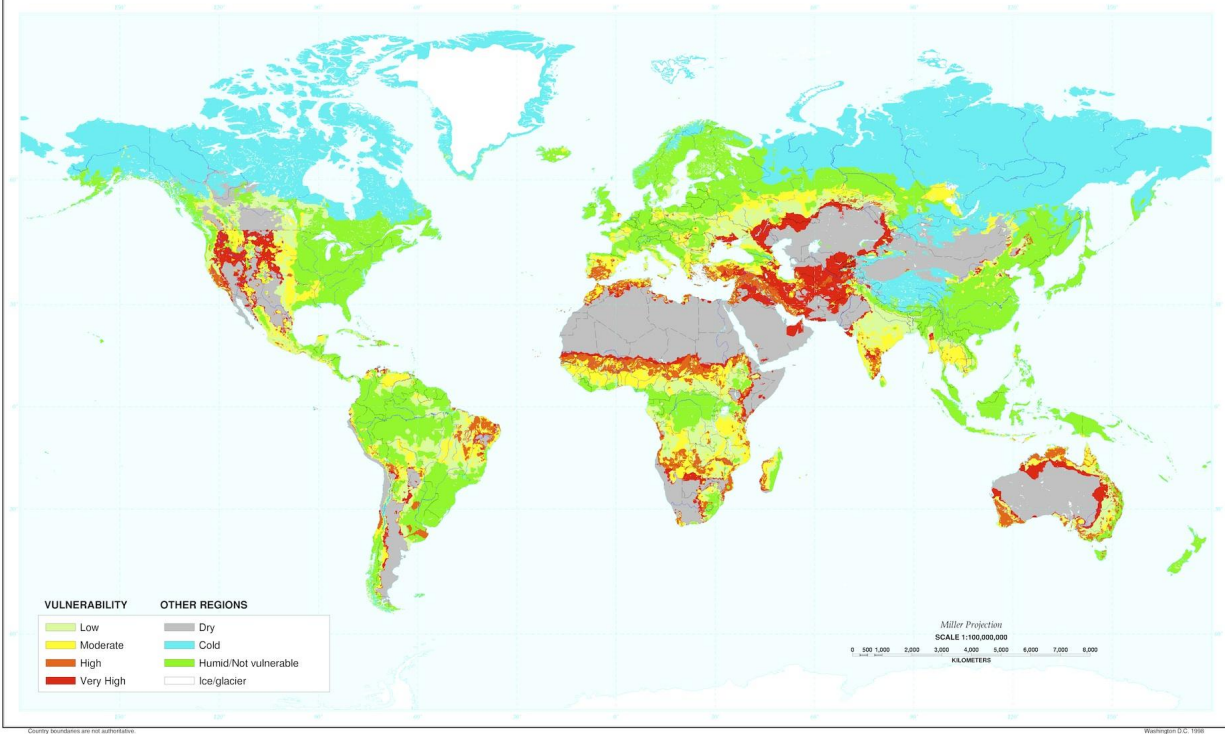 VULNERABILITY
Low
Moderate
High
Very High
OTHER REGIONS
Dry
Cold
Humid/Not vulnerable
Ice/glacier
Miller Projection
SCALE 1:100,000,000
0 500 1,000 2,000 3,000 4,000 5,000 6,000 7,000 8,000
KILOMETERS
Country boundaries are not authoritative.
Washington D.C. 1998